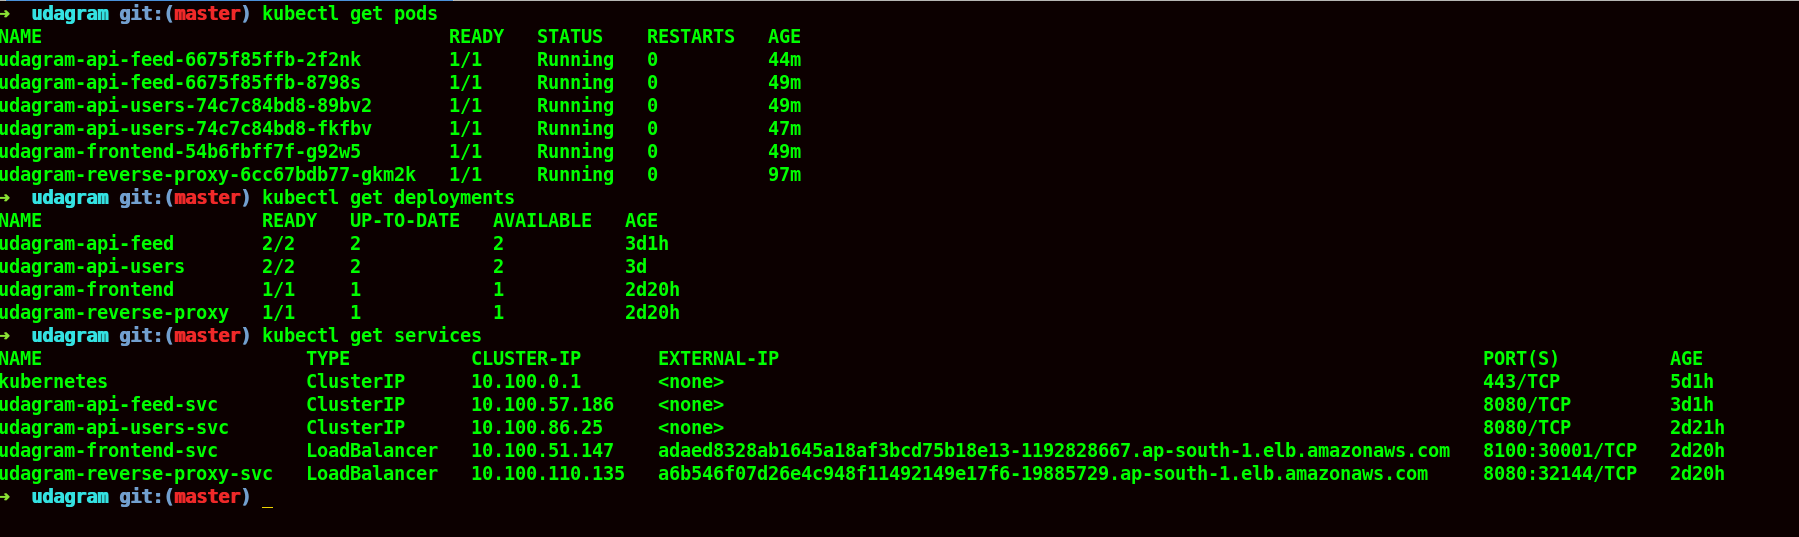 ➜  udagram git:(master) kubectl get pods
NAME                                     READY   STATUS    RESTARTS   AGE
udagram-api-feed-6675f85ffb-2f2nk        1/1     Running   0          44m
udagram-api-feed-6675f85ffb-8798s        1/1     Running   0          49m
udagram-api-users-74c7c84bd8-89bv2       1/1     Running   0          49m
udagram-api-users-74c7c84bd8-fkfbv       1/1     Running   0          47m
udagram-frontend-54b6fbff7f-g92w5        1/1     Running   0          49m
udagram-reverse-proxy-6cc67bdb77-gkm2k   1/1     Running   0          97m
➜  udagram git:(master) kubectl get deployments
NAME                    READY   UP-TO-DATE   AVAILABLE   AGE
udagram-api-feed        2/2     2            2           3d1h
udagram-api-users       2/2     2            2           3d
udagram-frontend        1/1     1            1           2d20h
udagram-reverse-proxy   1/1     1            1           2d20h
➜  udagram git:(master) kubectl get services
NAME                        TYPE           CLUSTER-IP       EXTERNAL-IP                                                                PORT(S)          AGE
kubernetes                  ClusterIP      10.100.0.1       <none>                                                                     443/TCP          5d1h
udagram-api-feed-svc        ClusterIP      10.100.57.186    <none>                                                                     8080/TCP         3d1h
udagram-api-users-svc       ClusterIP      10.100.86.25     <none>                                                                     8080/TCP         2d21h
udagram-frontend-svc        LoadBalancer   10.100.51.147    adaed8328ab1645a18af3bcd75b18e13-1192828667.ap-south-1.elb.amazonaws.com   8100:30001/TCP   2d20h
udagram-reverse-proxy-svc   LoadBalancer   10.100.110.135   a6b546f07d26e4c948f11492149e17f6-19885729.ap-south-1.elb.amazonaws.com     8080:32144/TCP   2d20h
➜  udagram git:(master) _